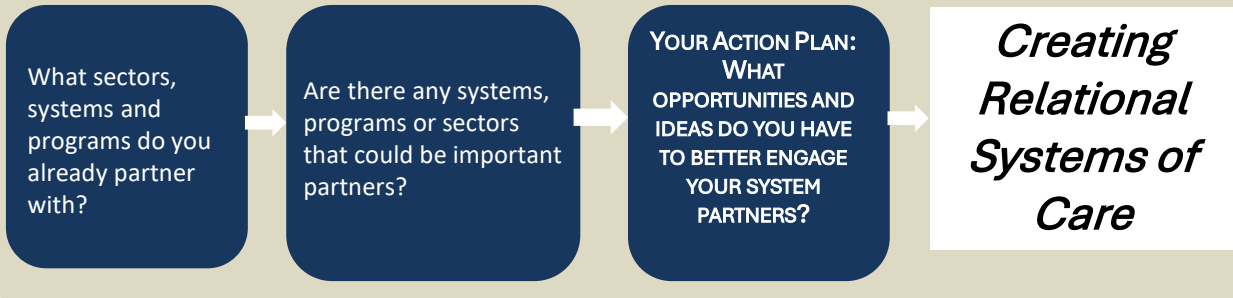 What sectors,
systems and
programs do you
already partner
with?
Are there any systems,
programs or sectors
that could be important
partners?
YOUR ACTION PLAN:
WHAT
OPPORTUNITIES AND
IDEAS DO YOU HAVE
TO BETTER ENGAGE
YOUR SYSTEM
PARTNERS?
Creating
Relational
Systems of
Care